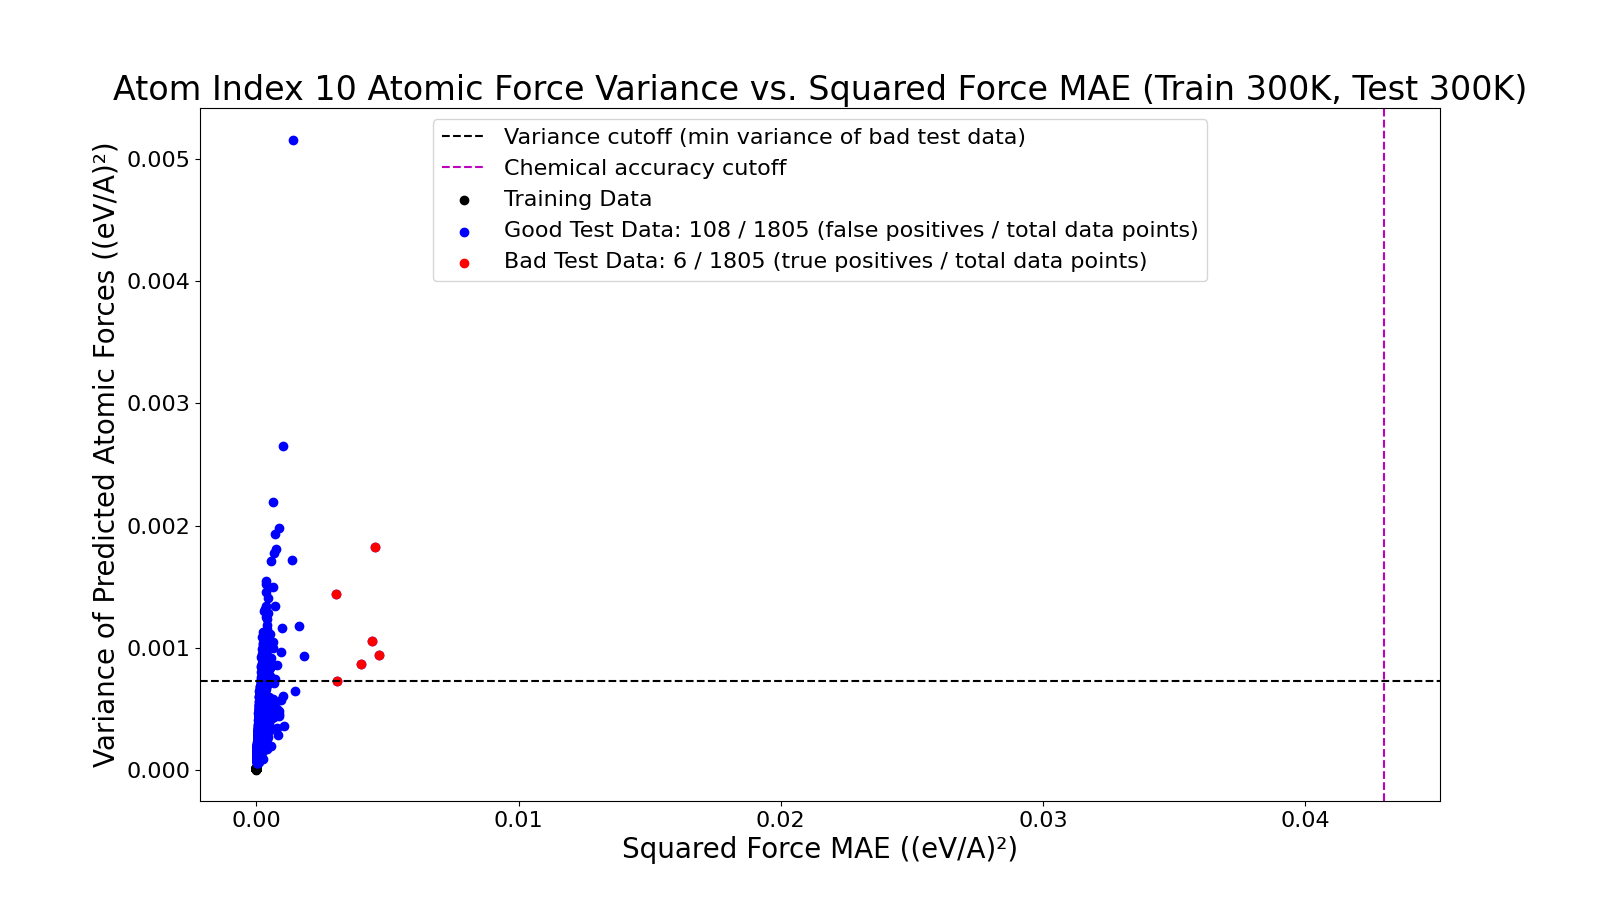 Atom Index 10 Atomic Force Variance vs. Squared Force MAE (Train 300K, Test 300K)
Variance cutoff (min variance of bad test data)
Chemical accuracy cutoff
Training Data
Good Test Data: 108 / 1805 (false positives / total data points)
Bad Test Data: 6 / 1805 (true positives / total data points)
Variance of Predicted Atomic Forces ((eV/A)²)
0.005
0.004
0.003
0.002
0.001
0.000
0.00
0.01
0.02
0.03
0.04
Squared Force MAE ((eV/A)²)